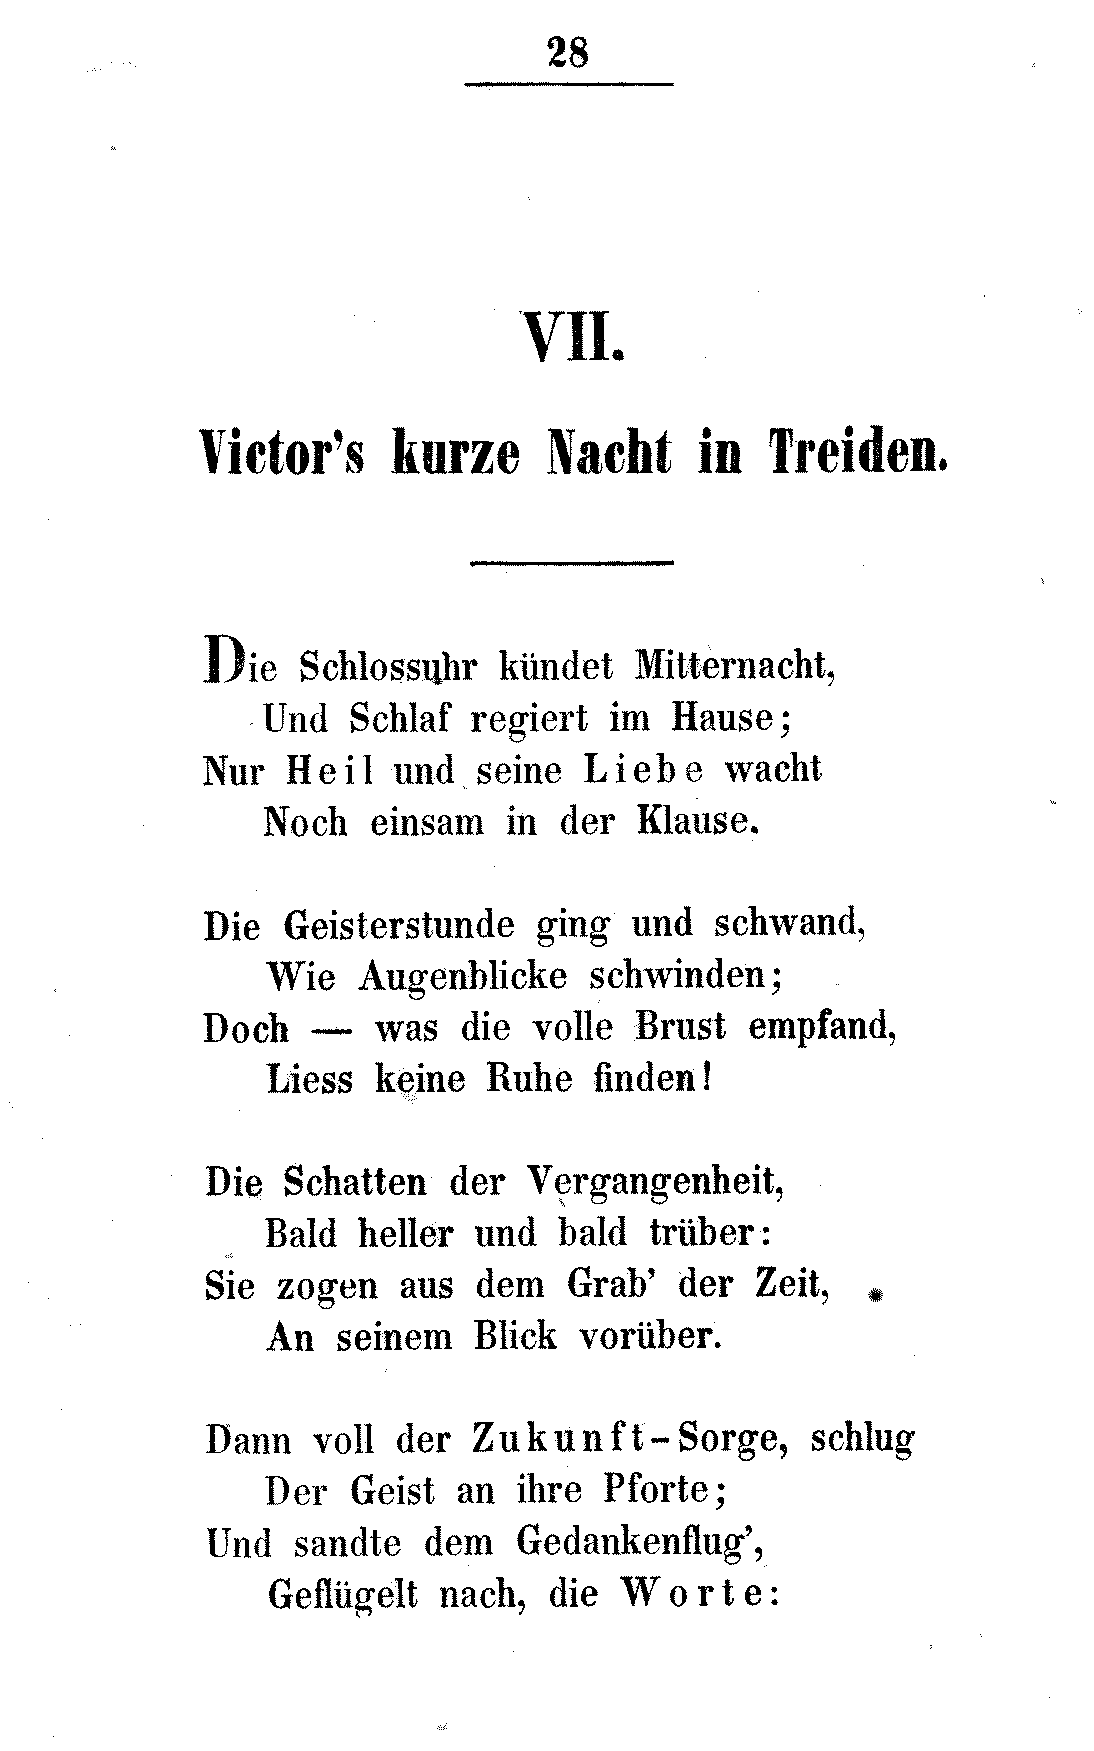 28
VII.
Victor's kurze Nacht in Treiden.
Die Schlossuhr kündet Mitternacht,
Und Schlaf regiert im Hause;
Nur Heil und seine Liebe wacht
Noch einsam in der Klause.
Die Geisterstunde ging und schwand,
Wie Augenblicke schwinden;
Doch — was die volle Brust empfand,
Liess keine Ruhe finden!
Die Schatten der Vergangenheit,
Bald heller und bald trüber:
Sie zogen aus dem Grab' der Zeit,
An seinem Blick vorüber.
Dann voll der Zukunft-Sorge, schlug
Der Geist an ihre Pforte;
Und sandte dem Gedankenflug',
Geflügelt nach, die Worte: